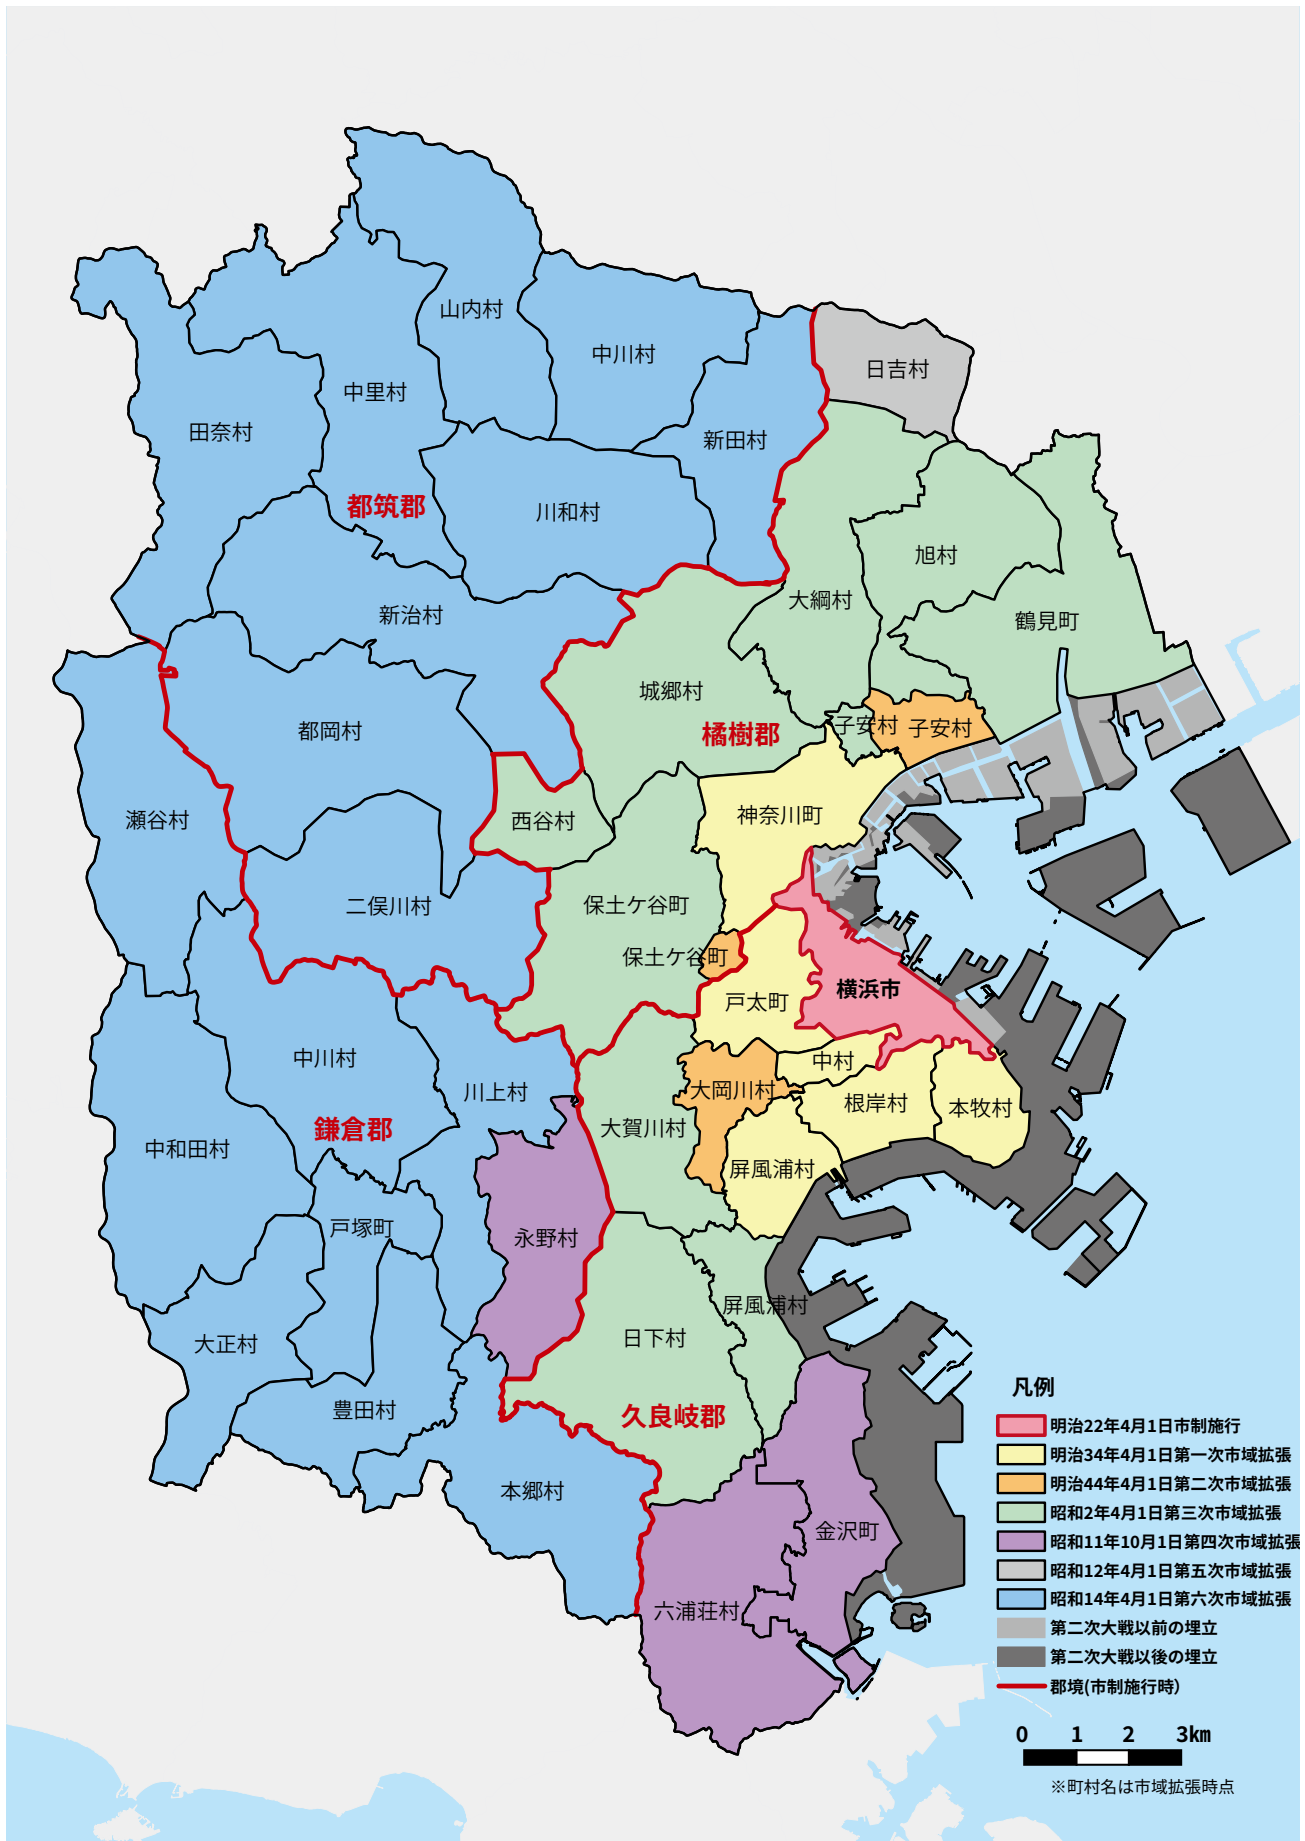 山内村
中川村
日吉村
中里村
田奈村
新田村
都筑郡
川和村
旭村
大綱村
新治村
鶴見町
城郷村
都岡村
橘樹郡
子安村
子安村
瀬谷村
西谷村
神奈川町
二俣川村
保土ケ谷町
保土ケ谷町
横浜市
戸太町
中川村
中村
川上村
大岡川村
根岸村
本牧村
鎌倉郡
大賀川村
中和田村
屏風浦村
戸塚町
永野村
屏風浦村
大正村
日下村
豊田村
久良岐郡
本郷村
金沢町
六浦荘村
凡例
明治22年4月1日市制施行
明治34年4月1日第一次市域拡張
明治44年4月1日第二次市域拡張
昭和2年4月1日第三次市域拡張
昭和11年10月1日第四次市域拡張
昭和12年4月1日第五次市域拡張
昭和14年4月1日第六次市域拡張
第二次大戦以前の埋立
第二次大戦以後の埋立
郡境(市制施行時)
0 1 2 3km
※町村名は市域拡張時点